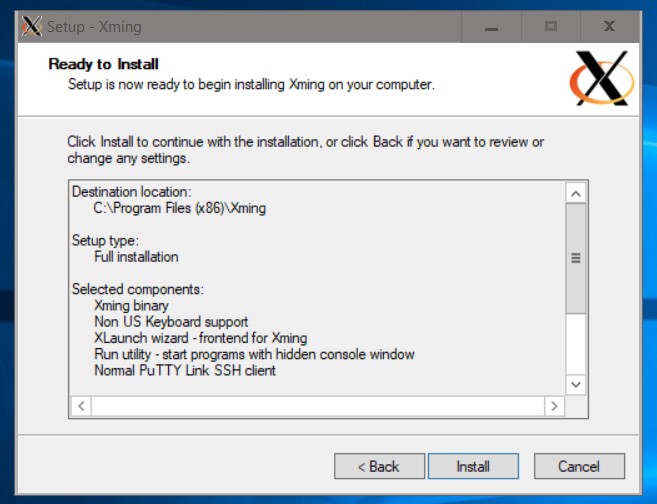 Setup - Xming
Ready to Install
Setup is now ready to begin installing Xming on your computer.
Click Install to continue with the installation, or click Back if you want to review or
change any settings.
Destination location:
C:\Program Files (x86)\Xming
Setup type:
Full installation
Selected components:
Xming binary
Non US Keyboard support
XLaunch wizard - frontend for Xming
Run utility - start programs with hidden console window
Normal PuTTY Link SSH client
< Back
Install
Cancel